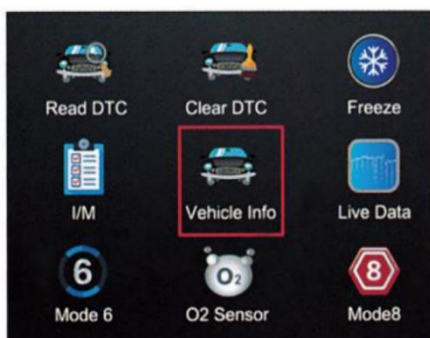 Read DTC
Clear DTC
Freeze
I/M
Vehicle Info
Live Data
6
O2
8
Mode 6
O2 Sensor
Mode8